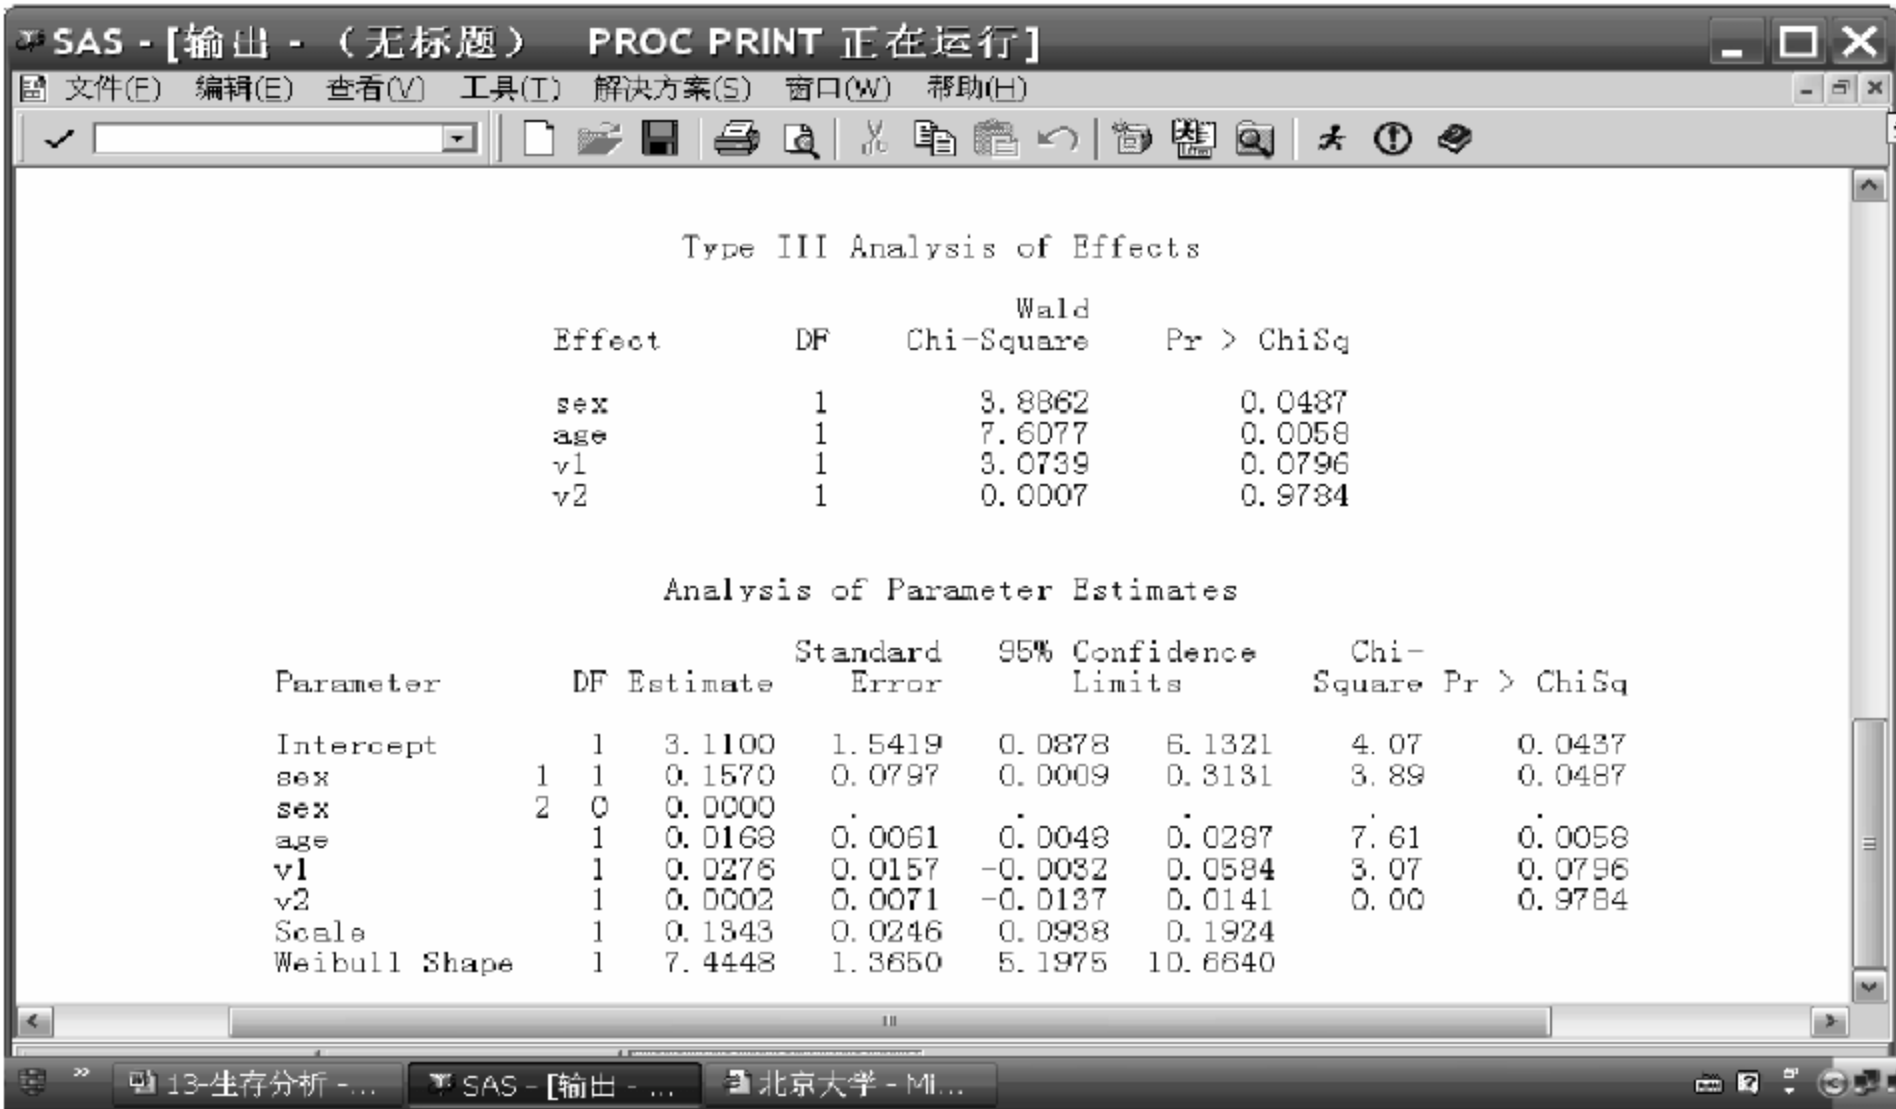 SAS - [输出 - （无标题） PROC PRINT 正在运行]
文件(F) 编辑(E) 查看(V) 工具(T) 解决方案(S) 窗口(W) 帮助(H)
Type III Analysis of Effects
Wald
Effect DF Chi-Square Pr > ChiSq
sex 1 3.8862 0.0487
age 1 7.6077 0.0058
v1 1 3.0739 0.0796
v2 1 0.0007 0.9784
Analysis of Parameter Estimates
Standard 95% Confidence Chi-
Parameter DF Estimate Error Limits Square Pr > ChiSq
Intercept 1 3.1100 1.5419 0.0878 6.1321 4.07 0.0437
sex 1 1 0.1570 0.0797 0.0009 0.3131 3.89 0.0487
sex 2 0 0.0000 . . . . .
age 1 0.0168 0.0061 0.0048 0.0287 7.61 0.0058
v1 1 0.0276 0.0157 -0.0032 0.0584 3.07 0.0796
v2 1 0.0002 0.0071 -0.0137 0.0141 0.00 0.9784
Scale 1 0.1343 0.0246 0.0938 0.1924
Weibull Shape 1 7.4448 1.3650 5.1975 10.6640
13-生存分析 -... SAS - [输出 - ... 北京大学 - Mi...